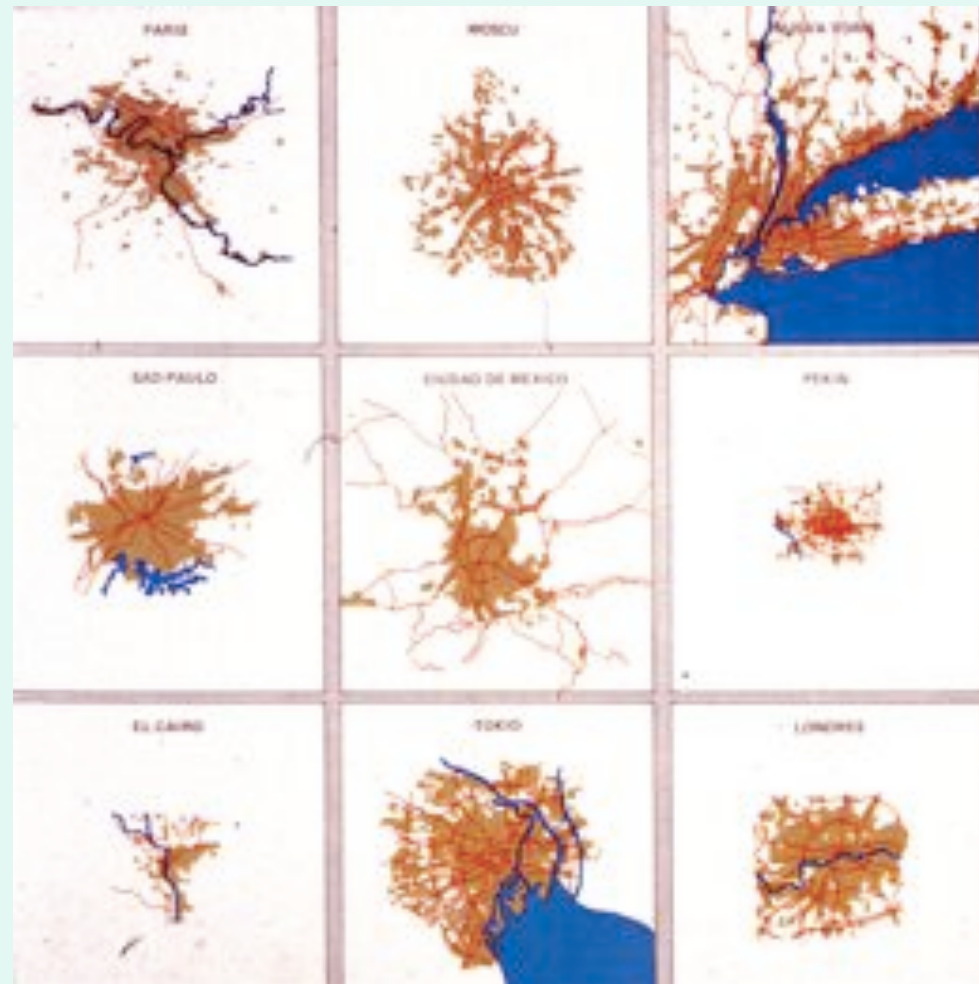 PARIS
MOSCU
NUEVA YORK
SAO PAULO
CIUDAD DE MEXICO
PEKIN
EL CAIRO
TOKIO
LONDRES